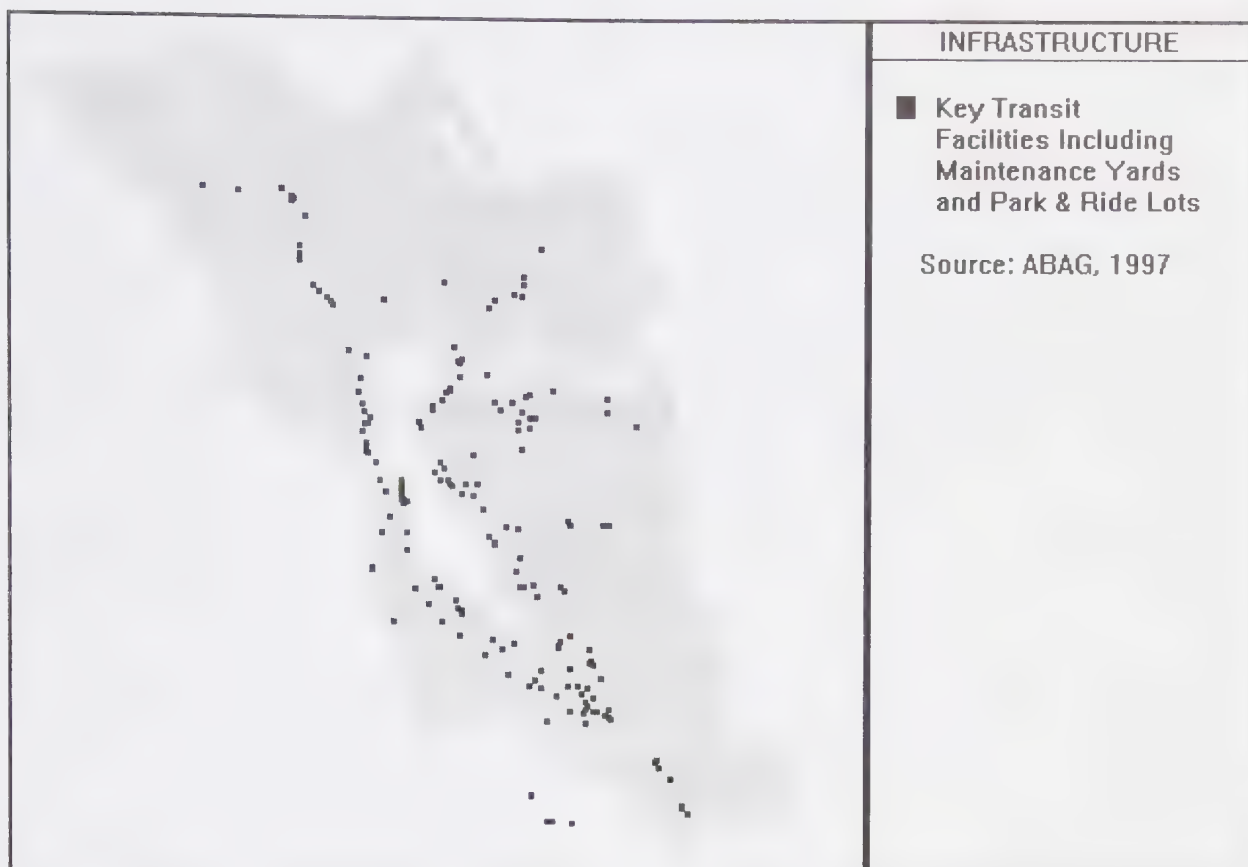 INFRASTRUCTURE
Key Transit
Facilities Including
Maintenance Yards
and Park & Ride Lots
Source: ABAG, 1997